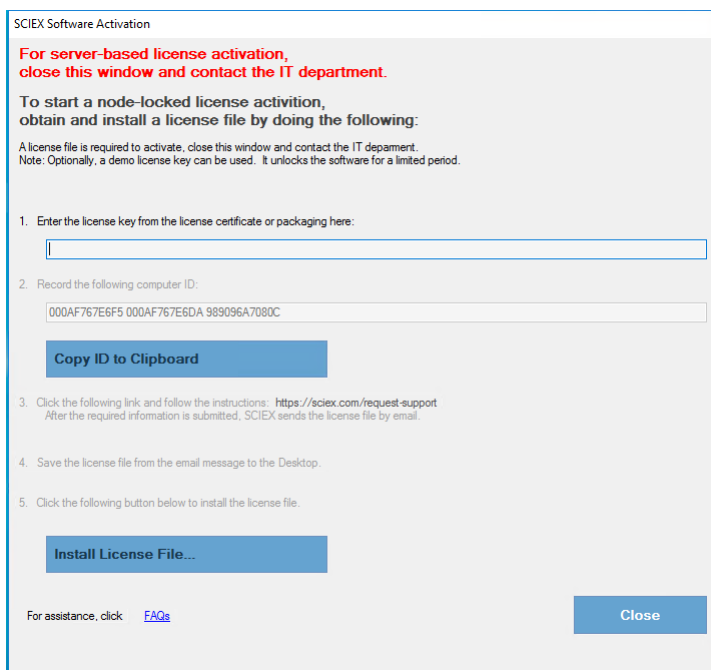 SCIEX Software Activation
For server-based license activation,
close this window and contact the IT department.
To start a node-locked license activition,
obtain and install a license file by doing the following:
A license file is required to activate, close this window and contact the IT deparment.
Note: Optionally, a demo license key can be used. It unlocks the software for a limited period.
1. Enter the license key from the license certificate or packaging here:
2. Record the following computer ID:
000AF767E6F5 000AF767E6DA 989096A7080C
Copy ID to Clipboard
3. Click the following link and follow the instructions: https://sciex.com/request-support
After the required information is submitted, SCIEX sends the license file by email.
4. Save the license file from the email message to the Desktop.
5. Click the following button below to install the license file.
Install License File...
For assistance, click FAQs
Close